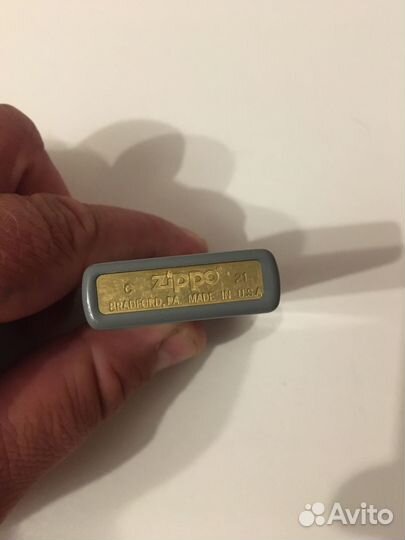 C Zippo 21
BRADFORD, PA. MADE IN U.S.A.
Avito